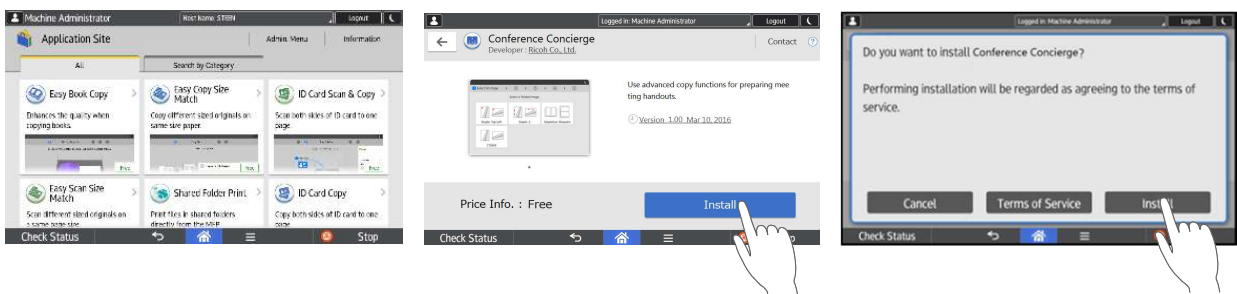 Machine Administrator
Host Name STEEN
Logout
Application Site
Admin. Menu
Information
All
Search by Category
Easy Book Copy
Easy Copy Size
Match
ID Card Scan & Copy
Enhances the quality when
copying books.
Copy different sized originals on
same size paper.
Scan both sides of ID card to one
page.
Free
Free
Free
Easy Scan Size
Match
Shared Folder Print
ID Card Copy
Scan different sized originals on
a same page size.
Print files in shared folders
directly from the MFP.
Copy both sides of ID card to one
page
Check Status
Stop
Logged in: Machine Administrator
Logout
Conference Concierge
Developer : Ricoh Co., Ltd.
Contact
?
Use advanced copy functions for preparing mee
ting handouts.
Version 1.00 Mar 10, 2016
Price Info. : Free
Install
Check Status
Logged in: Machine Administrator
Logout
Do you want to install Conference Concierge?
Performing installation will be regarded as agreeing to the terms of
service.
Cancel
Terms of Service
Install
Check Status